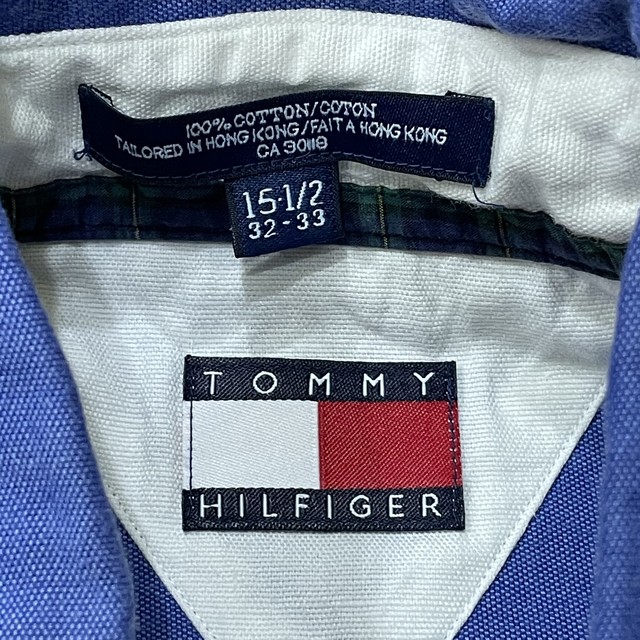 100% COTTON/COTON
TAILORED IN HONG KONG/FAIT A HONG KONG
CA 30118
15-1/2
32-33
TOMMY
HILFIGER